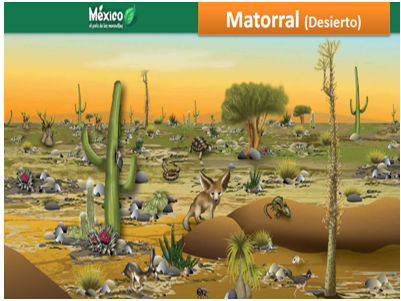 México
el país de las maravillas
Matorral (Desierto)